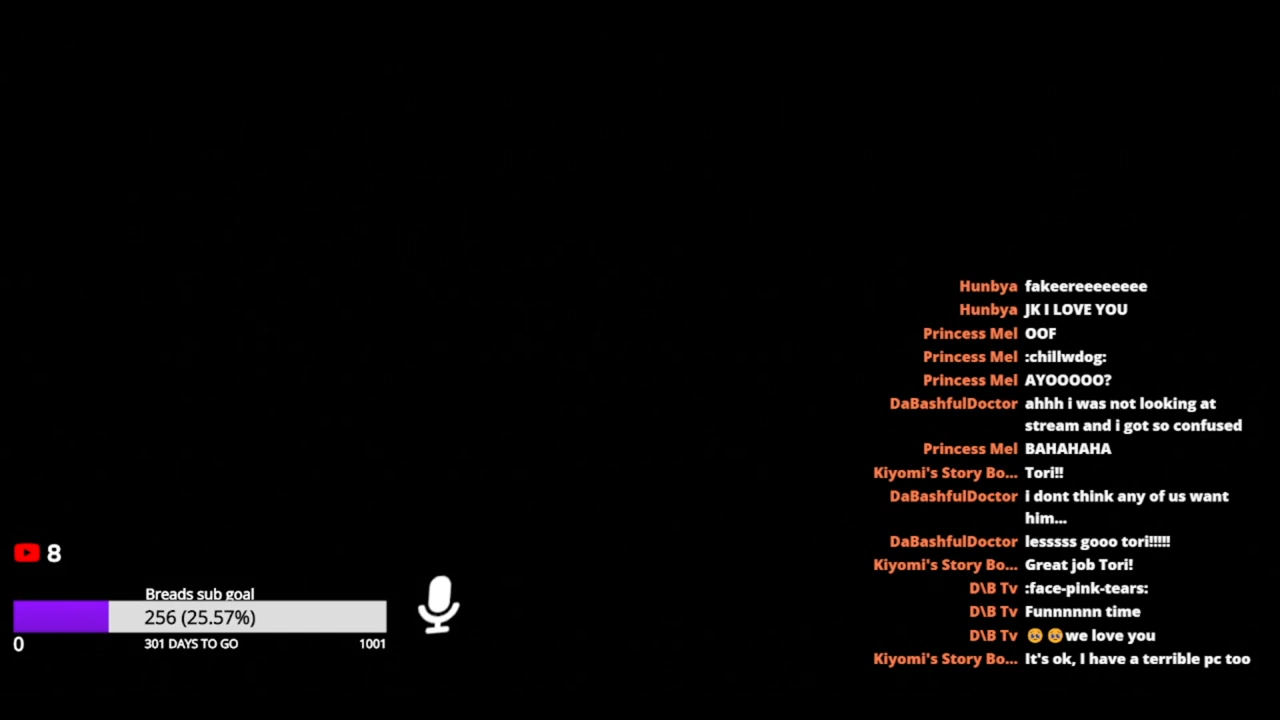 Hunbya fakeereeeeeeee
Hunbya JK I LOVE YOU
Princess Mel OOF
Princess Mel :chillwdog:
Princess Mel AYOOOOO?
DaBashfulDoctor ahhh i was not looking at
stream and i got so confused
Princess Mel BAHAHAHA
Kiyomi's Story Bo... Tori!!
DaBashfulDoctor i dont think any of us want
him...
DaBashfulDoctor lesssss gooo tori!!!!!
Kiyomi's Story Bo... Great job Tori!
D\B Tv :face-pink-tears:
D\B Tv Funnnnnn time
D\B Tv 🥹🥹we love you
Kiyomi's Story Bo... It's ok, I have a terrible pc too
8
Breads sub goal
256 (25.57%)
0 301 DAYS TO GO 1001